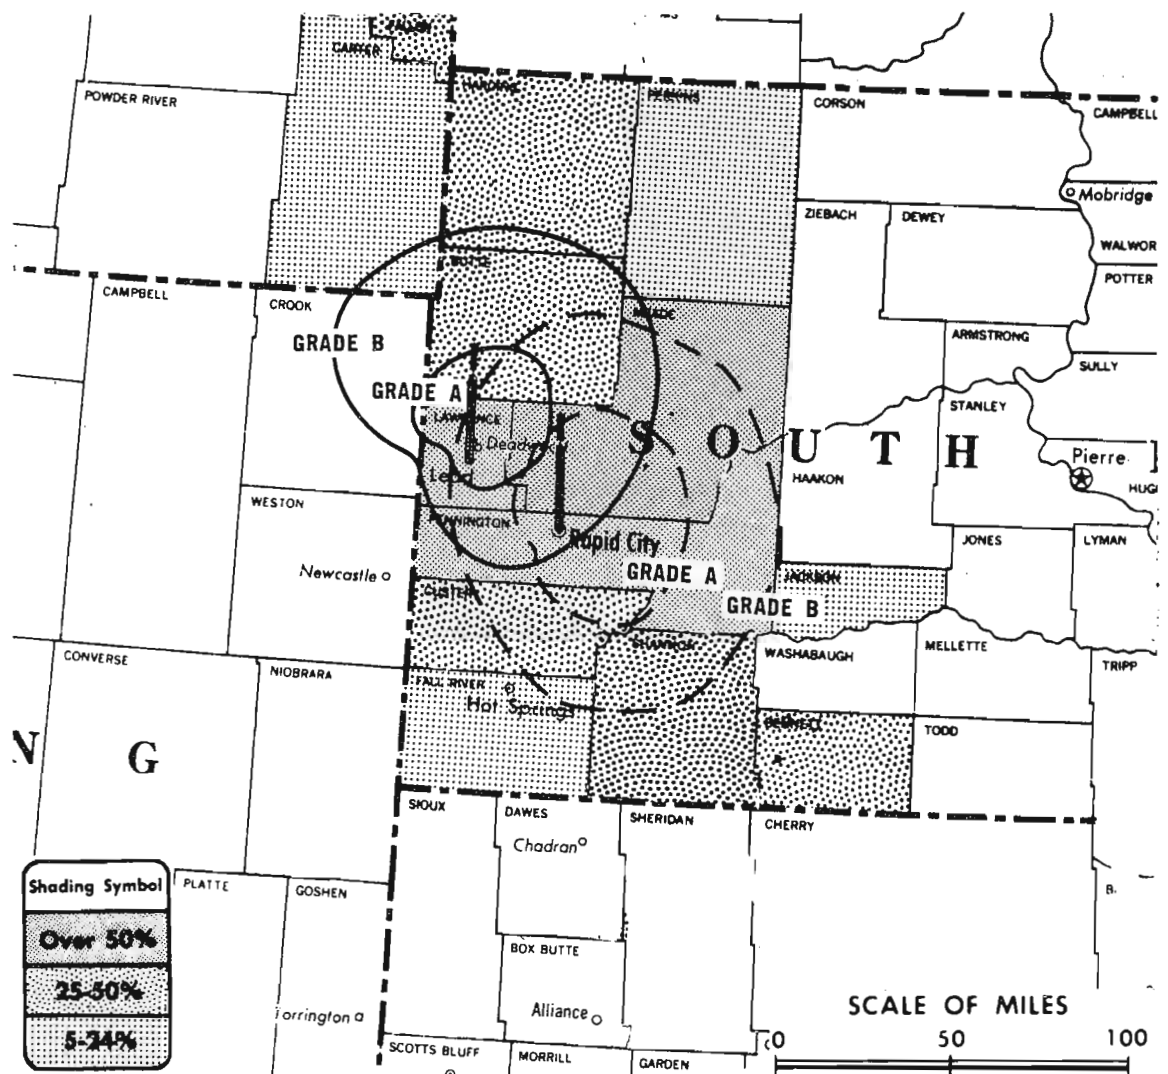 FALLON
CARTER
HARDING
PERKINS
POWDER RIVER
CORSON
CAMPBELL
Mobridge
ZIEBACH
DEWEY
WALWOR
BUTTE
POTTER
CAMPBELL
CROOK
MEADE
GRADE B
ARMSTRONG
SULLY
GRADE A
STANLEY
LAWRENCE
S O U T H
Pierre
Lead
HAAKON
HUG
WESTON
PENNINGTON
Rapid City
JONES
LYMAN
Newcastle
GRADE A
JACKSON
CUSTER
GRADE B
SHANNON
WASHABAUGH
MELLETTE
CONVERSE
NIOBRARA
FALL RIVER
TRIPP
Hot Springs
BENNETT
TODD
N G
SIOUX
DAWES
SHERIDAN
CHERRY
Chadran
Shading Symbol
PLATTE
GOSHEN
B.
Over 50%
BOX BUTTE
25-50%
SCALE OF MILES
Alliance
Torrington
5-24%
0 50 100
SCOTTS BLUFF
MORRILL
GARDEN